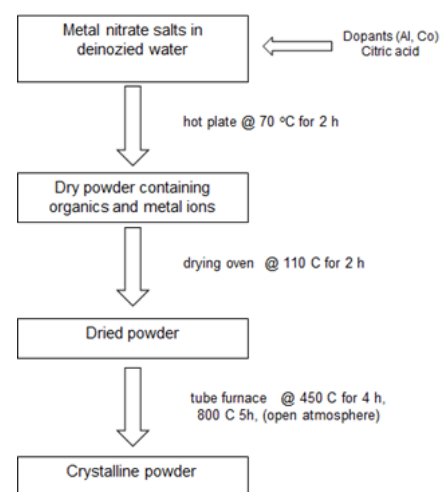 Metal nitrate salts in
deinozied water
Dopants (Al, Co)
Citric acid
hot plate @ 70 °C for 2 h
Dry powder containing
organics and metal ions
drying oven @ 110 C for 2 h
Dried powder
tube furnace @ 450 C for 4 h,
800 C 5h, (open atmosphere)
Crystalline powder